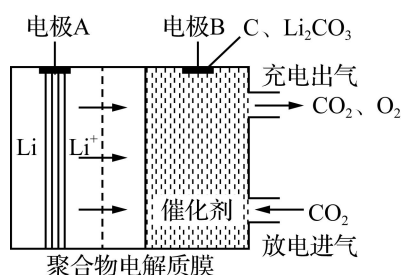 电极A 电极B C、Li₂CO₃
充电出气
CO₂、O₂
Li Li⁺
催化剂 CO₂
放电进气
聚合物电解质膜